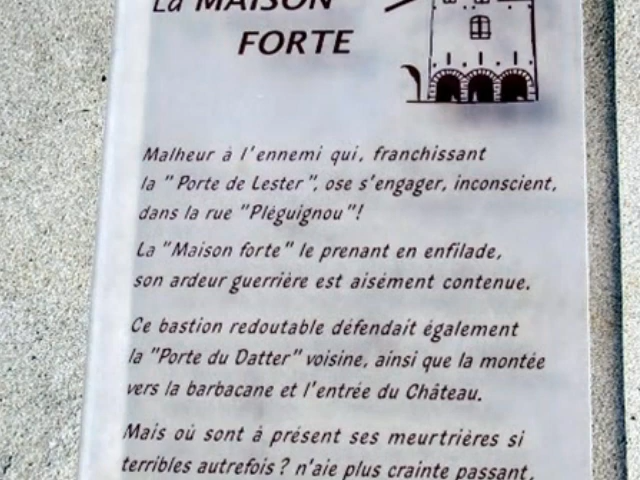 La MAISON
FORTE
Malheur à l'ennemi qui, franchissant
la "Porte de Lester", ose s'engager, inconscient,
dans la rue "Pléguignou"!
La "Maison forte" le prenant en enfilade,
son ardeur guerrière est aisément contenue.
Ce bastion redoutable défendait également
la "Porte du Datter" voisine, ainsi que la montée
vers la barbacane et l'entrée du Château.
Mais où sont à présent ses meurtrières si
terribles autrefois? n'aie plus crainte passant,